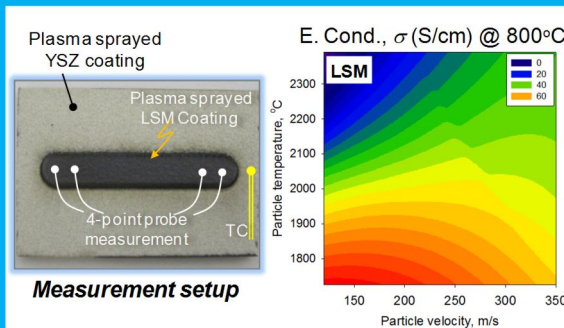 Plasma sprayed
YSZ coating
Plasma sprayed
LSM Coating
4-point probe
measurement
TC
Measurement setup
E. Cond., σ (S/cm) @ 800°C
LSM
0
20
40
60
Particle temperature, °C
2300
2200
2100
2000
1900
1800
150 200 250 300 350
Particle velocity, m/s